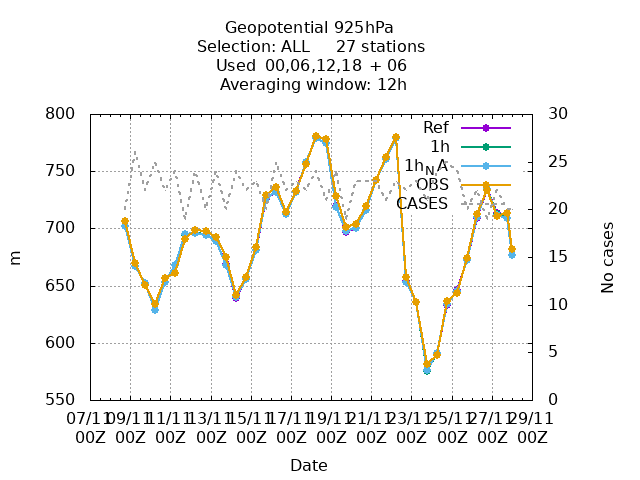 Geopotential 925hPa
Selection: ALL 27 stations
Used 00,06,12,18 + 06
Averaging window: 12h
800
750
700
650
600
550
30
25
20
15
10
5
0
Ref
1h
1h_NA
OBS
CASES
m
No cases
07/11 09/11 11/11 13/11 15/11 17/11 19/11 21/11 23/11 25/11 27/11 29/11
00Z 00Z 00Z 00Z 00Z 00Z 00Z 00Z 00Z 00Z 00Z 00Z
Date